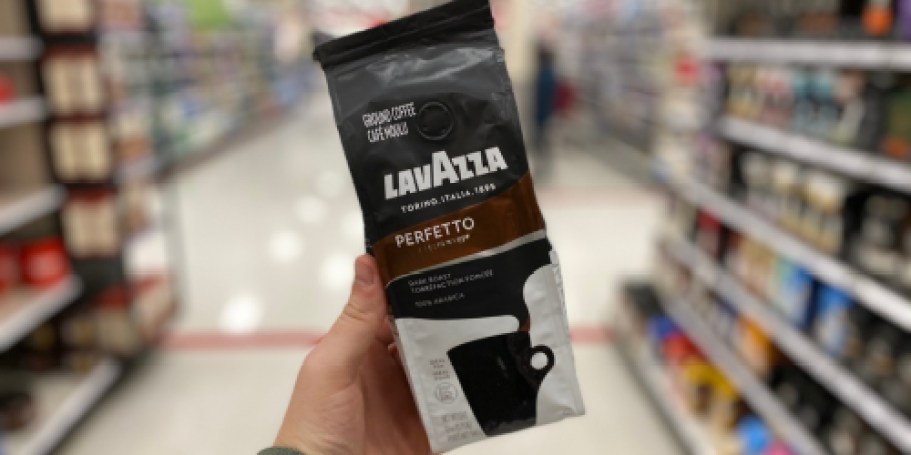 GROUND COFFEE
CAFÉ MOULU
LAVAZZA
TORINO, ITALIA, 1895
PERFETTO
DARK ROAST
TORRÉFACTION FONCÉE
100% ARABICA